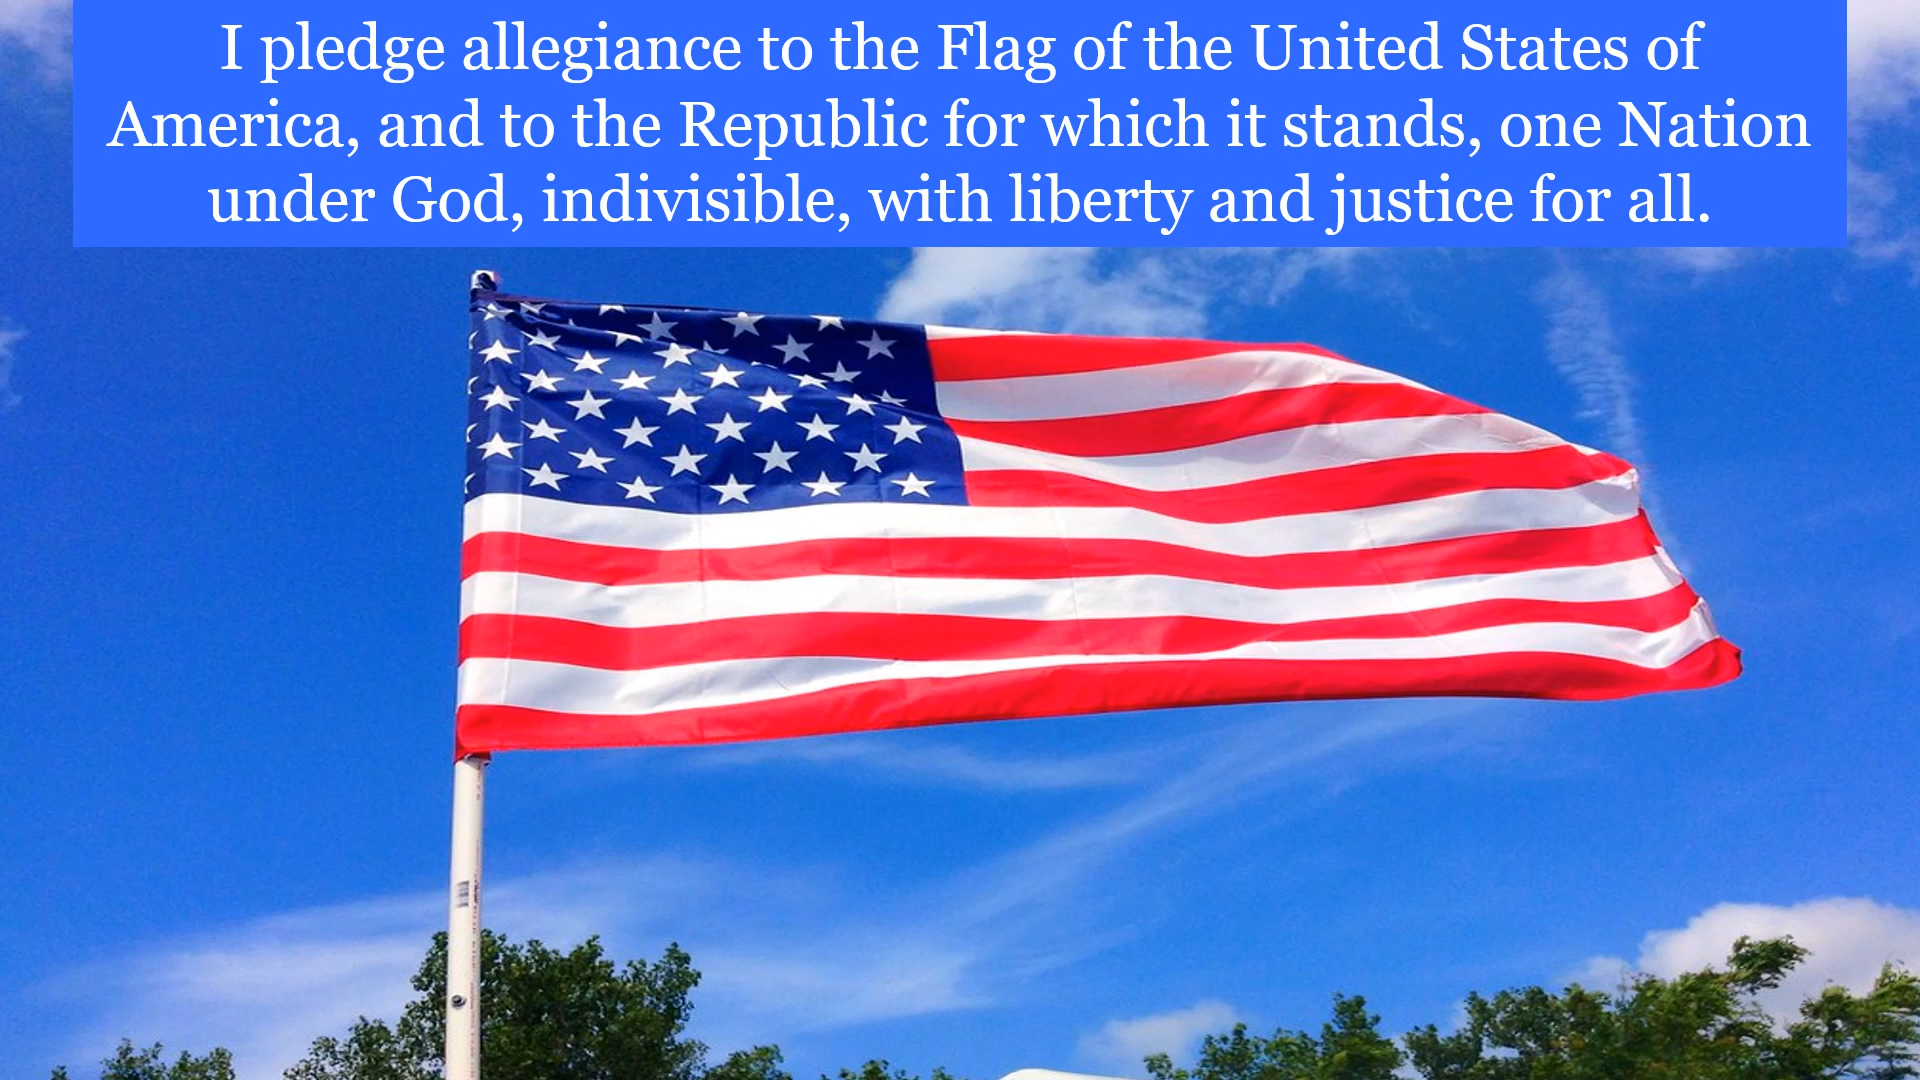 I pledge allegiance to the Flag of the United States of
America, and to the Republic for which it stands, one Nation
under God, indivisible, with liberty and justice for all.